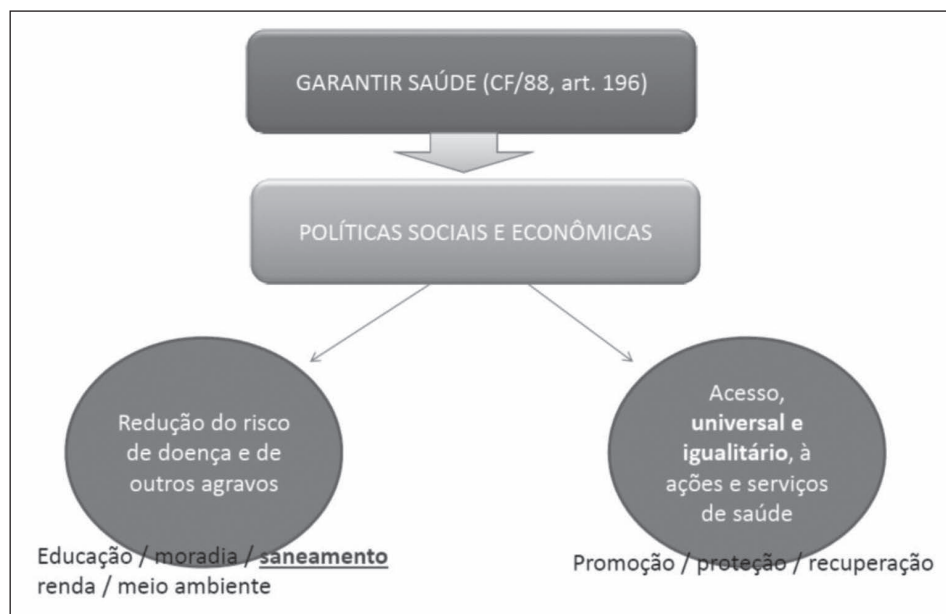 GARANTIR SAÚDE (CF/88, art. 196)
POLÍTICAS SOCIAIS E ECONÔMICAS
Redução do risco
de doença e de
outros agravos
Educação / moradia / saneamento
renda / meio ambiente
Acesso,
universal e
igualitário, à
ações e serviços
de saúde
Promoção / proteção / recuperação